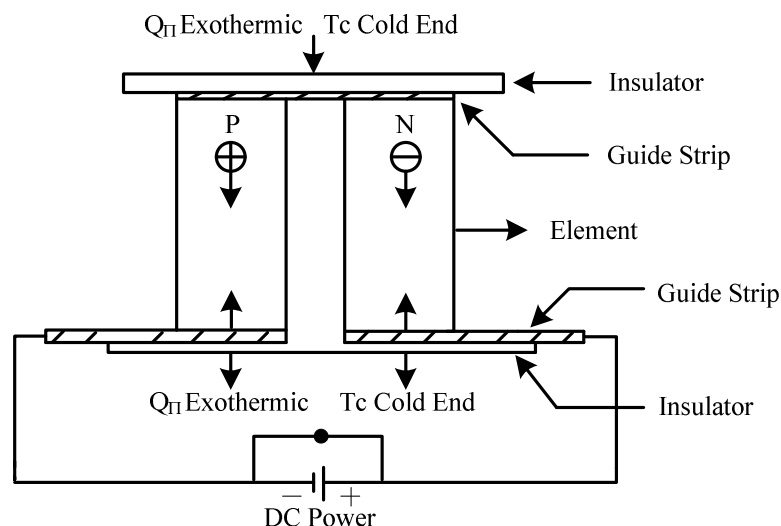 QΠ Exothermic Tc Cold End
Insulator
P N
Guide Strip
Element
Guide Strip
QΠ Exothermic Tc Cold End
Insulator
− +
DC Power